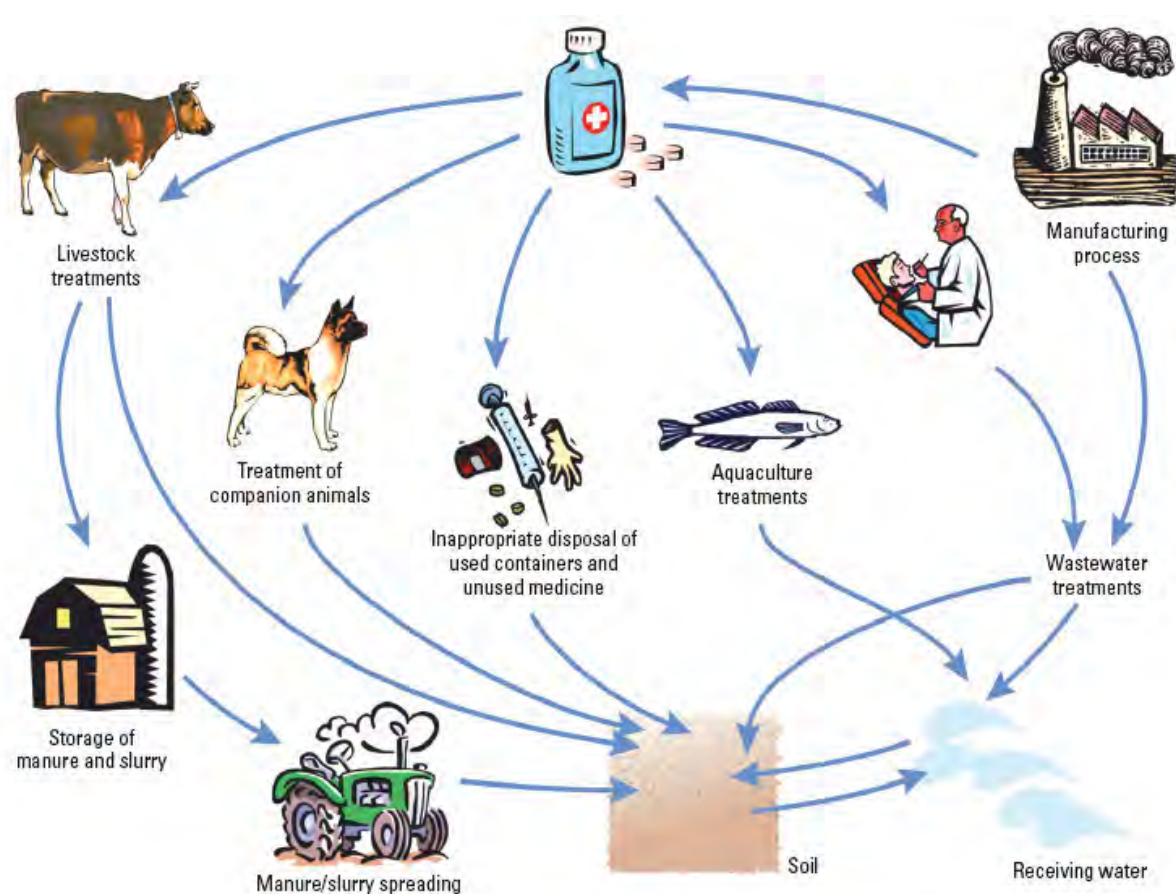 Livestock
treatments
Manufacturing
process
Treatment of
companion animals
Inappropriate disposal of
used containers and
unused medicine
Aquaculture
treatments
Wastewater
treatments
Storage of
manure and slurry
Manure/slurry spreading
Soil
Receiving water